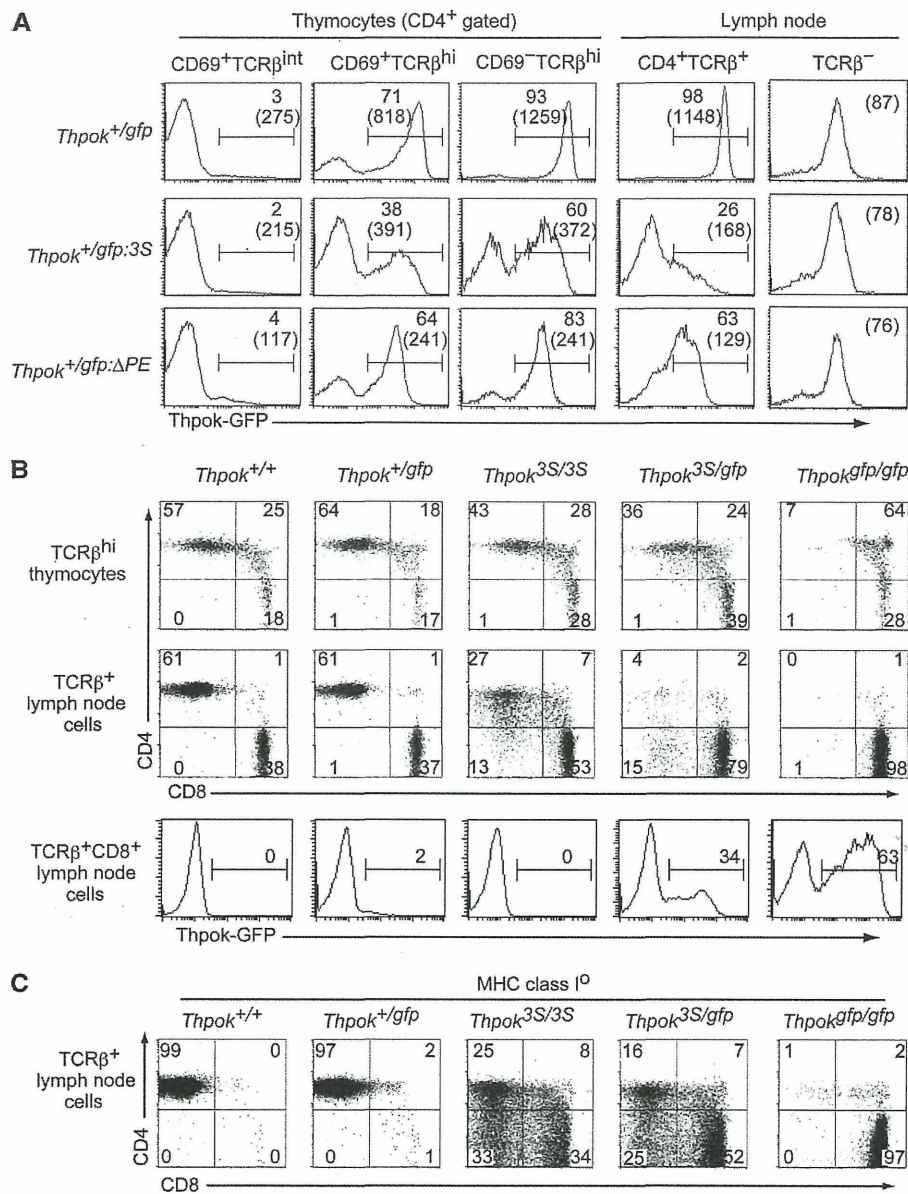 A
Thymocytes (CD4+ gated)
Lymph node
CD69+TCRβint
CD69+TCRβhi
CD69−TCRβhi
CD4+TCRβ+
TCRβ−
Thpok+/gfp
3
(275)
71
(818)
93
(1259)
98
(1148)
(87)
Thpok+/gfp:3S
2
(215)
38
(391)
60
(372)
26
(168)
(78)
Thpok+/gfp:ΔPE
4
(117)
64
(241)
83
(241)
63
(129)
(76)
Thpok-GFP
B
Thpok+/+
Thpok+/gfp
Thpok3S/3S
Thpok3S/gfp
Thpokgfp/gfp
TCRβhi
thymocytes
57 25
0 18
64 18
1 17
43 28
1 28
36 24
1 39
7 64
1 28
TCRβ+
lymph node
cells
61 1
0 38
61 1
1 37
27 7
13 53
4 2
15 79
0 1
1 98
CD4
CD8
TCRβ+CD8+
lymph node
cells
0
2
0
34
63
Thpok-GFP
C
MHC class Io
Thpok+/+
Thpok+/gfp
Thpok3S/3S
Thpok3S/gfp
Thpokgfp/gfp
TCRβ+
lymph node
cells
99 0
0 0
97 2
0 1
25 8
33 34
16 7
25 52
1 2
0 97
CD4
CD8